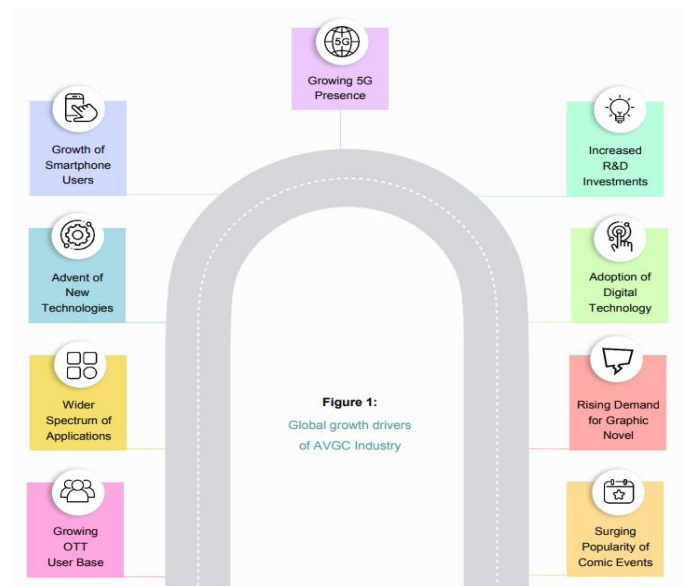 5G
Growing 5G
Presence
Growth of
Smartphone
Users
Increased
R&D
Investments
Advent of
New
Technologies
Adoption of
Digital
Technology
Wider
Spectrum of
Applications
Figure 1:
Global growth drivers
of AVGC Industry
Rising Demand
for Graphic
Novel
Growing
OTT
User Base
Surging
Popularity of
Comic Events